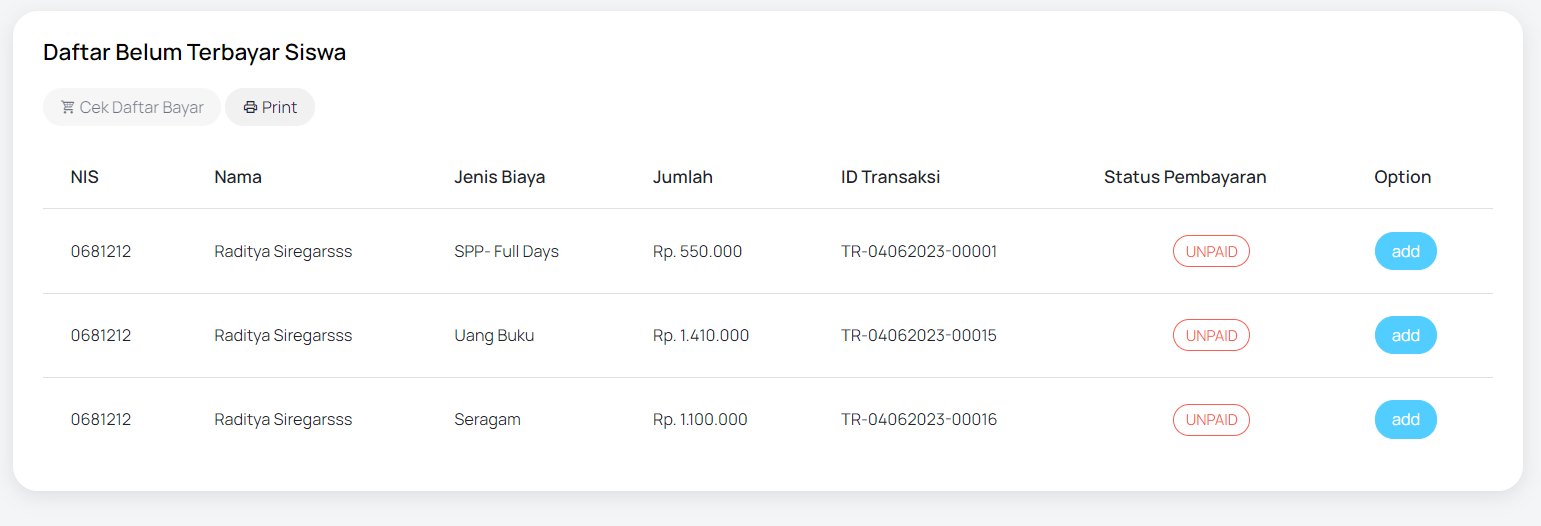 Daftar Belum Terbayar Siswa
Cek Daftar Bayar Print
NIS Nama Jenis Biaya Jumlah ID Transaksi Status Pembayaran Option
0681212 Raditya Siregarsss SPP- Full Days Rp. 550.000 TR-04062023-00001 UNPAID add
0681212 Raditya Siregarsss Uang Buku Rp. 1.410.000 TR-04062023-00015 UNPAID add
0681212 Raditya Siregarsss Seragam Rp. 1.100.000 TR-04062023-00016 UNPAID add